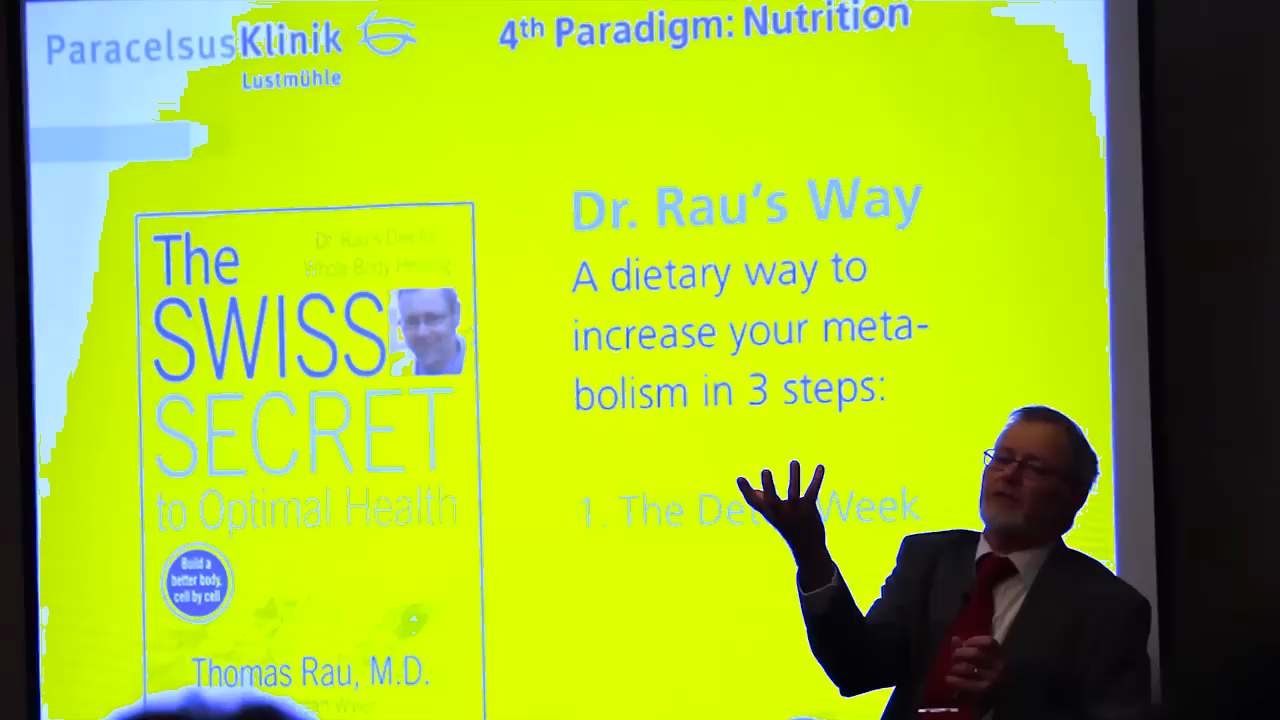 ParacelsusKlinik
Lustmühle
4th Paradigm: Nutrition
The
Dr. Rau's Diet for
Whole Body Healing
SWISS
SECRET
to Optimal Health
Build a
better body,
cell by cell
Thomas Rau, M.D.
Dr. Rau's Way
A dietary way to
increase your meta-
bolism in 3 steps:
1. The Week